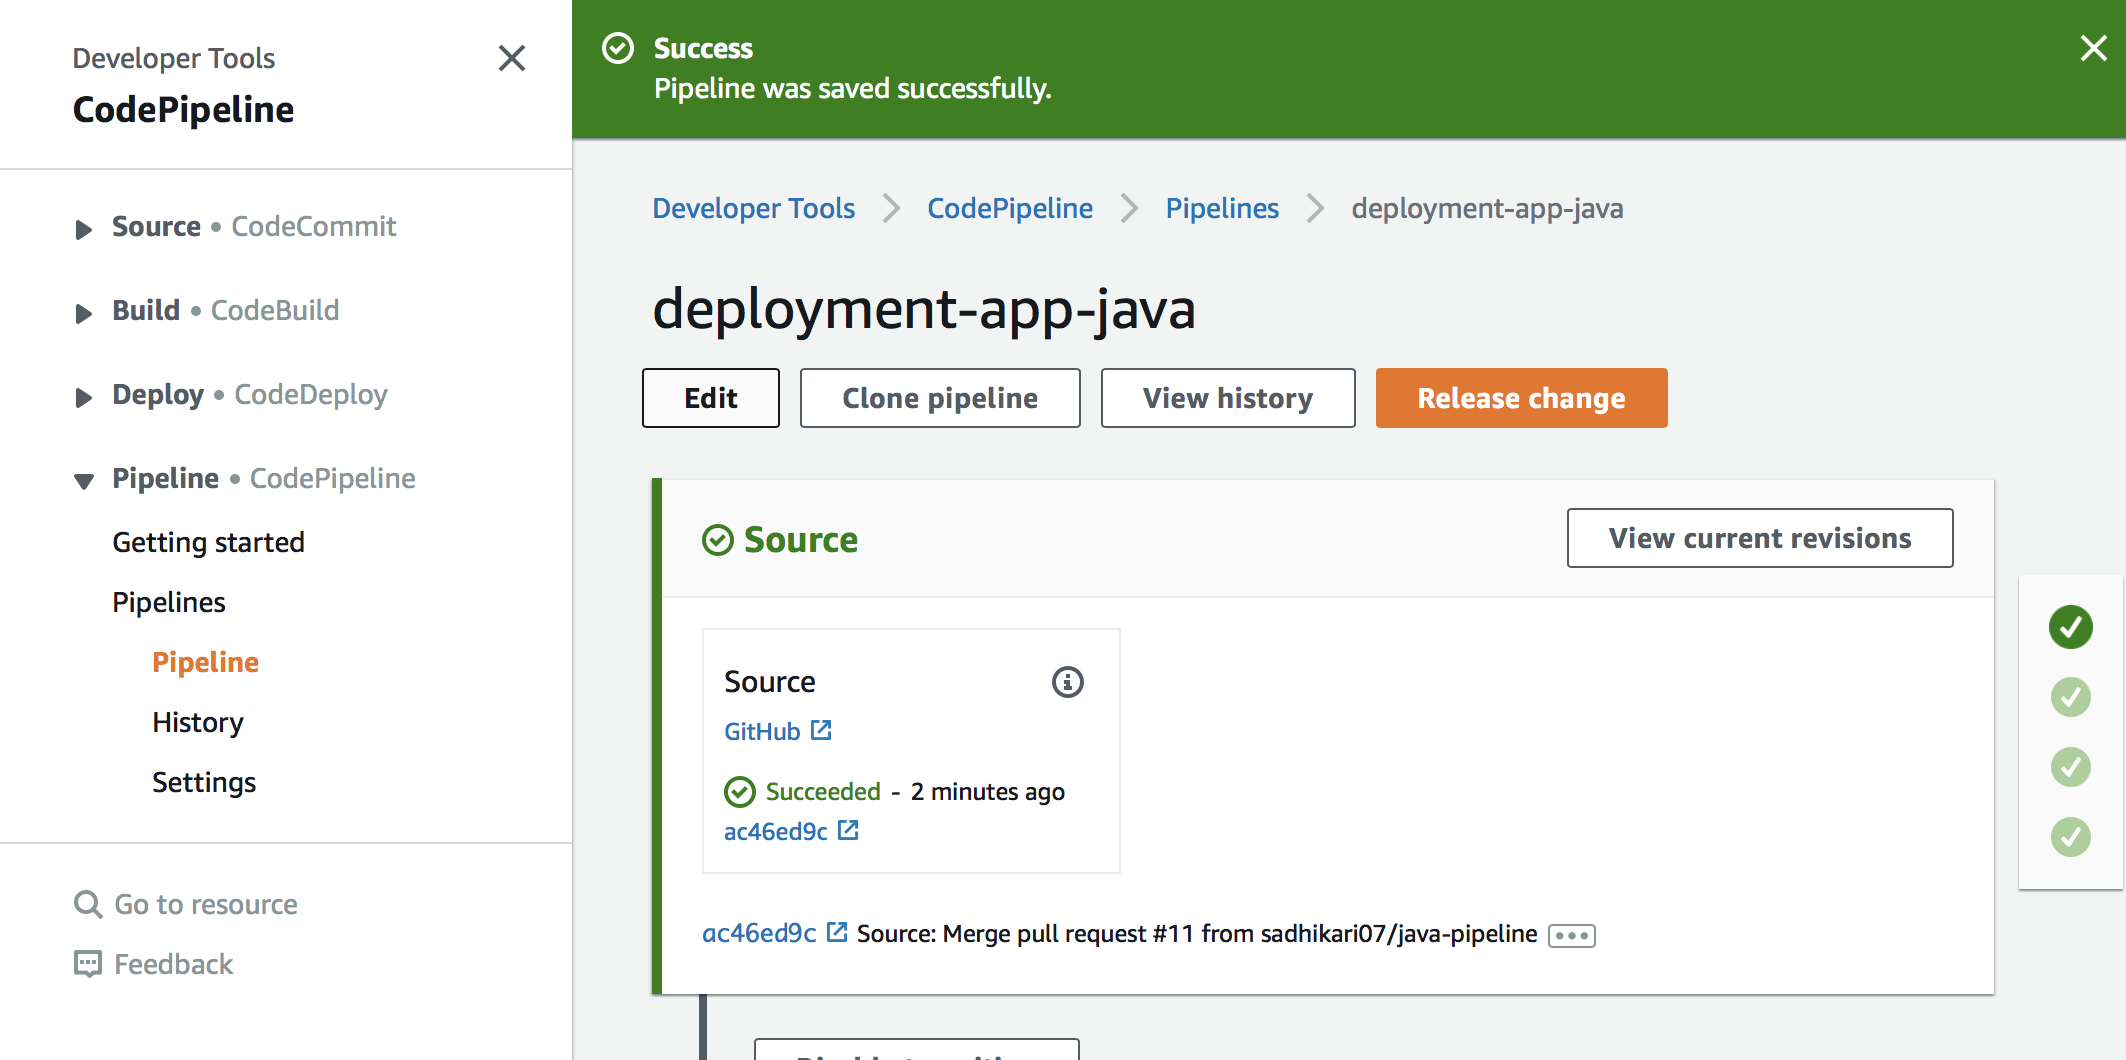 Developer Tools
CodePipeline
Source • CodeCommit
Build • CodeBuild
Deploy • CodeDeploy
Pipeline • CodePipeline
Getting started
Pipelines
Pipeline
History
Settings
Go to resource
Feedback
Success
Pipeline was saved successfully.
Developer Tools > CodePipeline > Pipelines > deployment-app-java
deployment-app-java
Edit Clone pipeline View history Release change
Source View current revisions
Source
GitHub
Succeeded - 2 minutes ago
ac46ed9c
ac46ed9c Source: Merge pull request #11 from sadhikari07/java-pipeline